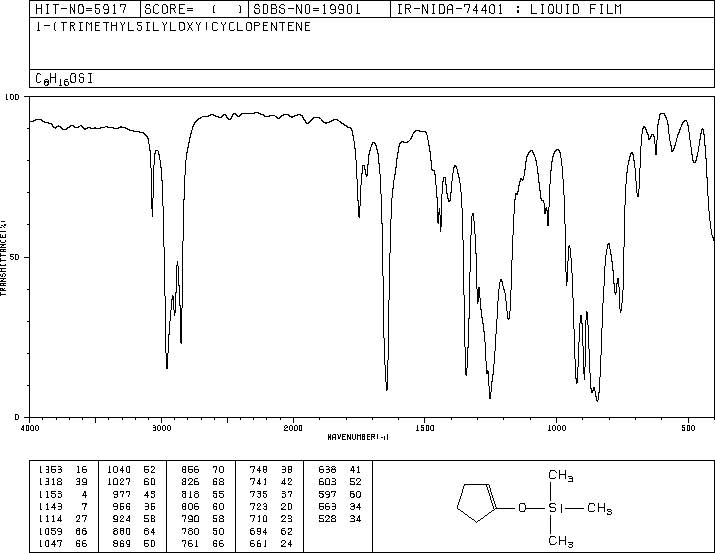 HIT-NO=5917 SCORE= ( ) SDBS-NO=19901 IR-NIDA-74401 : LIQUID FILM
1-(TRIMETHYLSILYLOXY)CYCLOPENTENE
C8H16OSI
100
50
0
TRANSMITTANCE(%)
4000 3000 2000 1500 1000 500
WAVENUMBER(-1)
1353 16 1040 52 856 70 748 38 638 41
1318 39 1027 60 826 68 741 42 603 52
1153 4 977 43 818 55 735 37 597 60
1143 7 966 36 806 60 723 20 563 34
1114 27 924 58 790 58 710 23 528 34
1059 86 880 64 780 50 694 62
1047 66 869 60 761 66 661 24
CH3
O Si CH3
CH3